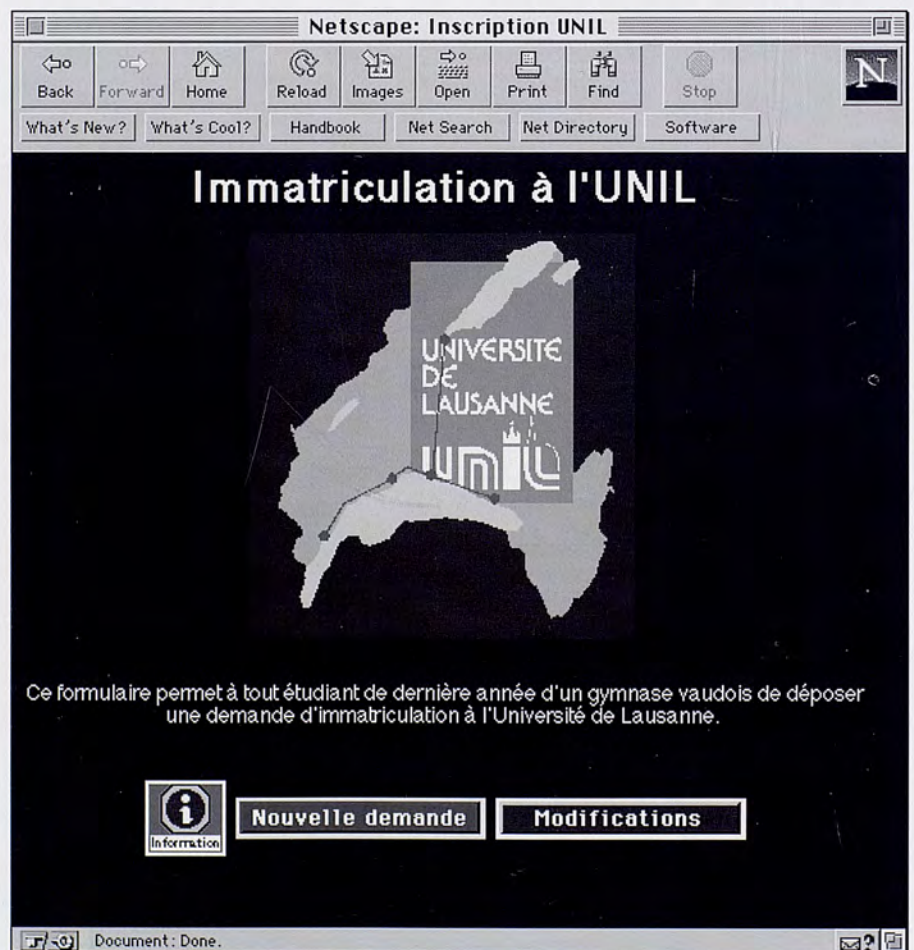 Netscape: Inscription UNIL
Back Forward Home Reload Images Open Print Find Stop
N
What's New? What's Cool? Handbook Net Search Net Directory Software
Immatriculation à l'UNIL
UNIVERSITE
DE
LAUSANNE
unil
Ce formulaire permet à tout étudiant de dernière année d'un gymnase vaudois de déposer
une demande d'immatriculation à l'Université de Lausanne.
Information
Nouvelle demande
Modifications
Document: Done.
?